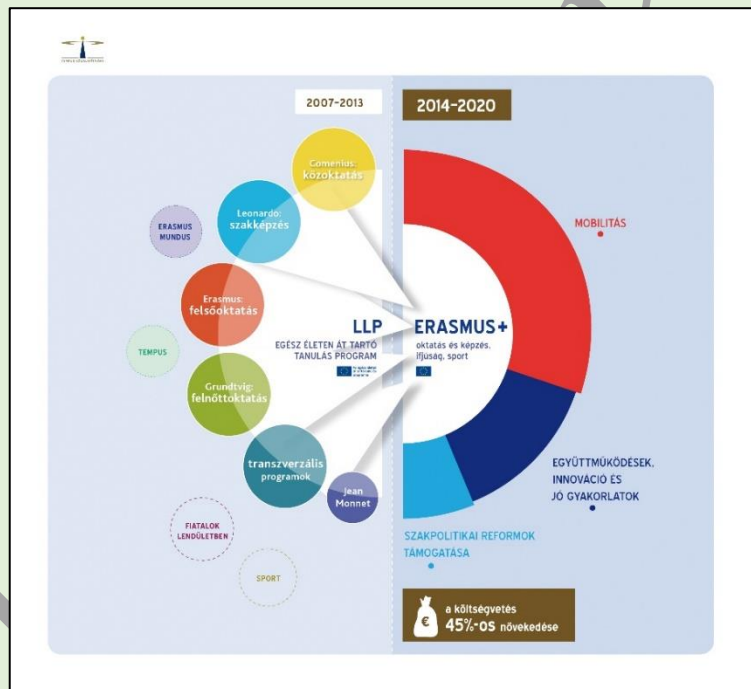 2007-2013
2014-2020
Comenius:
közoktatás
Leonardo:
szakképzés
ERASMUS
MUNDUS
Erasmus:
felsőoktatás
TEMPUS
Grundtvig:
felnőttoktatás
transzverzális
programok
Jean
Monnet
FIATALOK
LENDÜLETBEN
SPORT
LLP
EGÉSZ ÉLETEN ÁT TARTÓ
TANULÁS PROGRAM
ERASMUS+
oktatás és képzés,
ifjúság, sport
MOBILITÁS
EGYÜTTMŰKÖDÉSEK,
INNOVÁCIÓ ÉS
JÓ GYAKORLATOK
SZAKPOLITIKAI REFORMOK
TÁMOGATÁSA
€
a költségvetés
45%-os növekedése